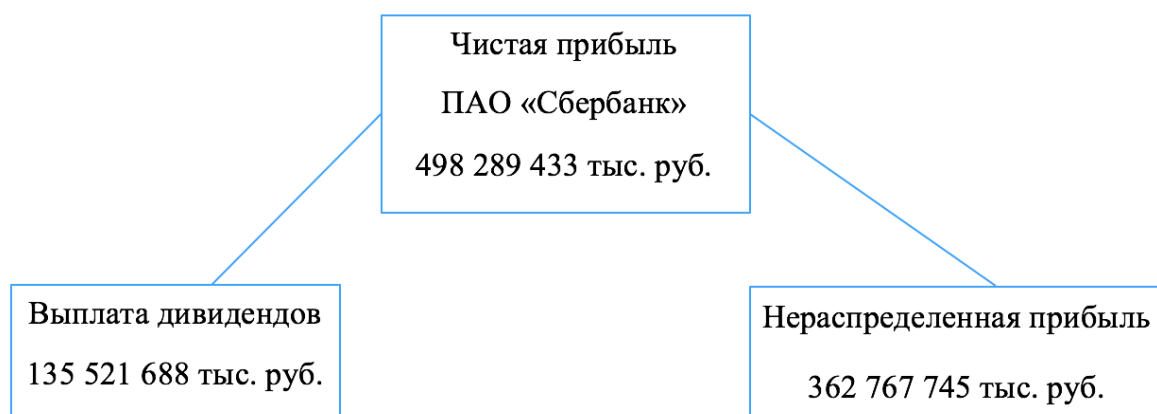 Чистая прибыль
ПАО «Сбербанк»
498 289 433 тыс. руб.
Выплата дивидендов
135 521 688 тыс. руб.
Нераспределенная прибыль
362 767 745 тыс. руб.